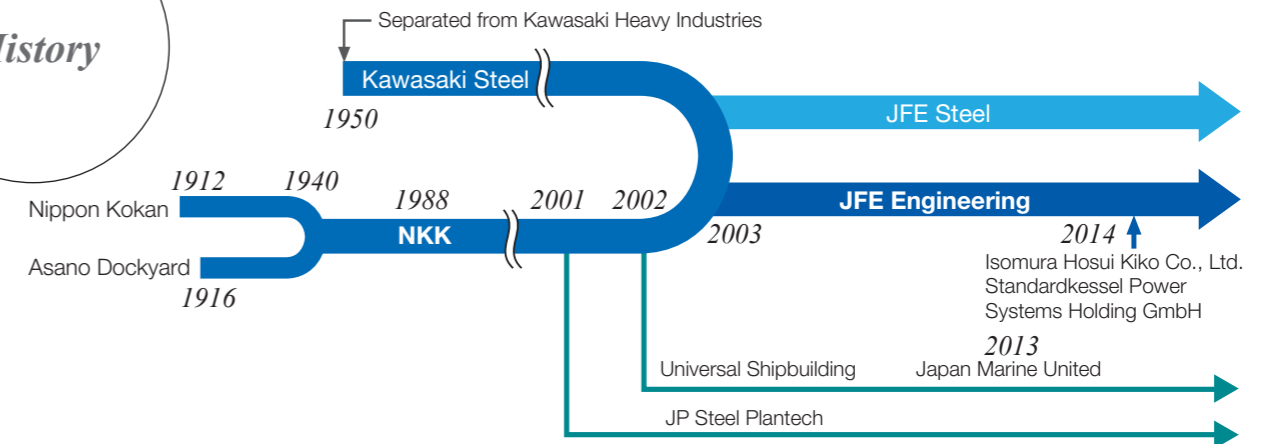 Separated from Kawasaki Heavy Industries
History
Kawasaki Steel
1950
JFE Steel
1912
1940
1988
2001
2002
Nippon Kokan
NKK
JFE Engineering
2003
2014
Asano Dockyard
1916
Isomura Hosui Kiko Co., Ltd.
Standardkessel Power
Systems Holding GmbH
2013
Universal Shipbuilding
Japan Marine United
JP Steel Plantech